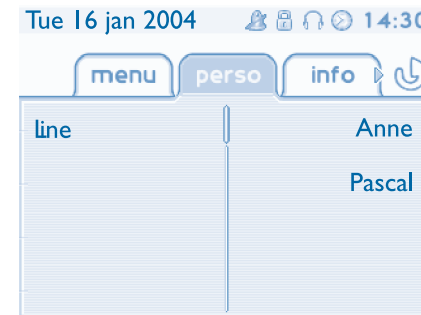 Tue 16 jan 2004 14:30
menu perso info
line Anne
Pascal